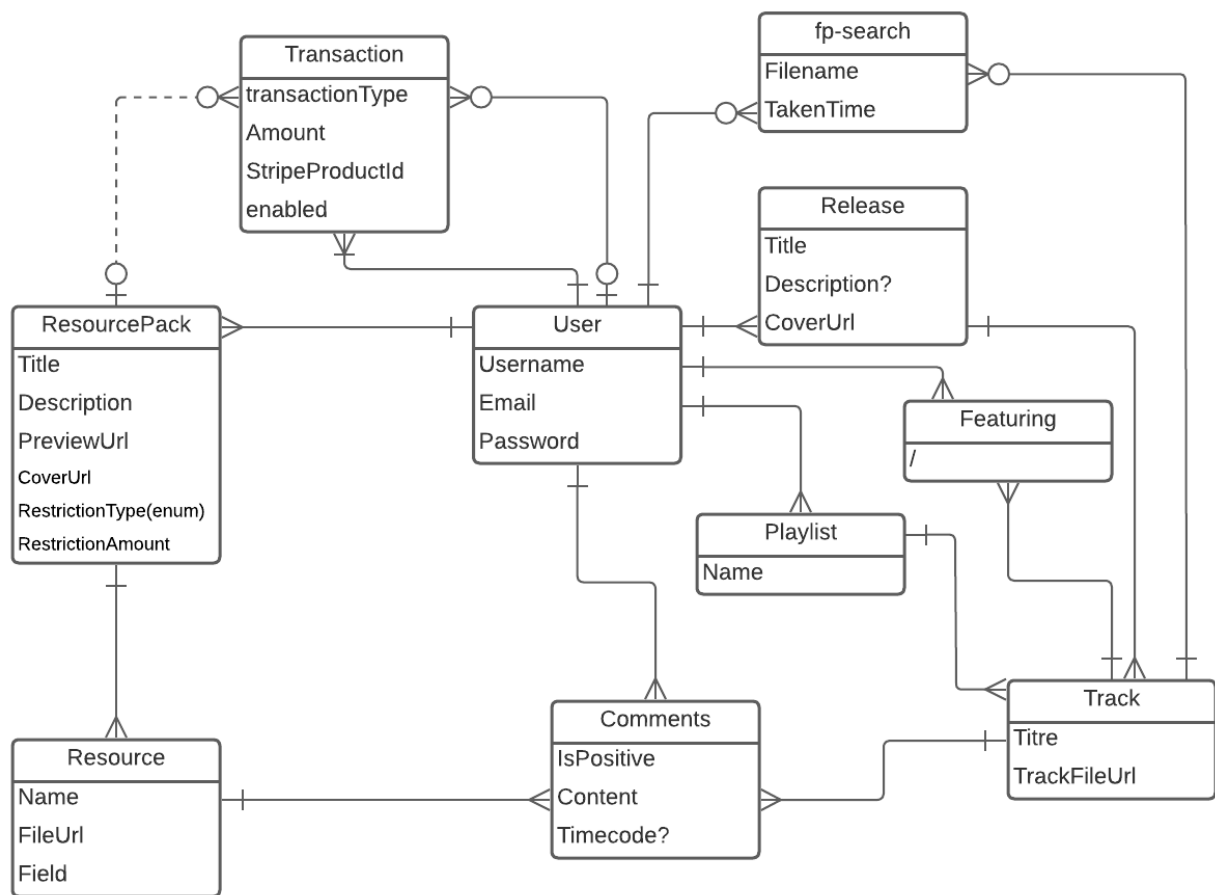 Transaction
transactionType
Amount
StripeProductId
enabled
fp-search
Filename
TakenTime
Release
Title
Description?
CoverUrl
ResourcePack
Title
Description
PreviewUrl
CoverUrl
RestrictionType(enum)
RestrictionAmount
User
Username
Email
Password
Featuring
/
Playlist
Name
Resource
Name
FileUrl
Field
Comments
IsPositive
Content
Timecode?
Track
Titre
TrackFileUrl